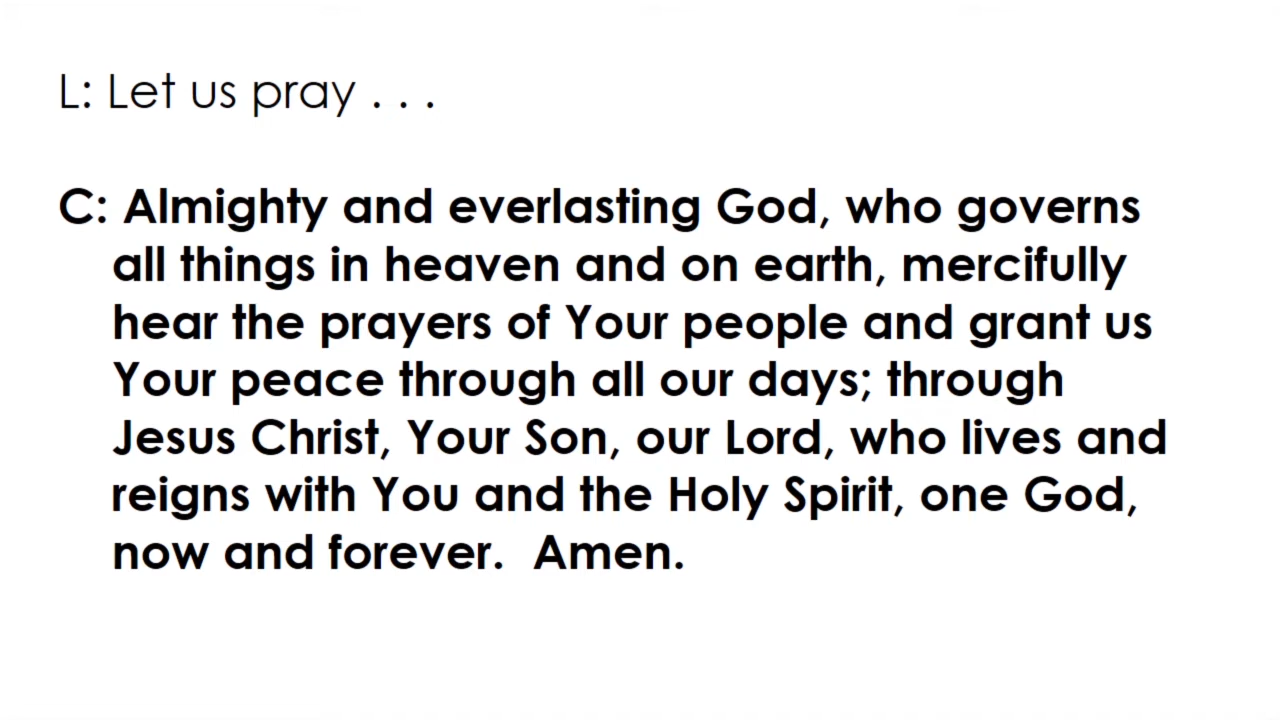 L: Let us pray . . .
C: Almighty and everlasting God, who governs
all things in heaven and on earth, mercifully
hear the prayers of Your people and grant us
Your peace through all our days; through
Jesus Christ, Your Son, our Lord, who lives and
reigns with You and the Holy Spirit, one God,
now and forever.  Amen.